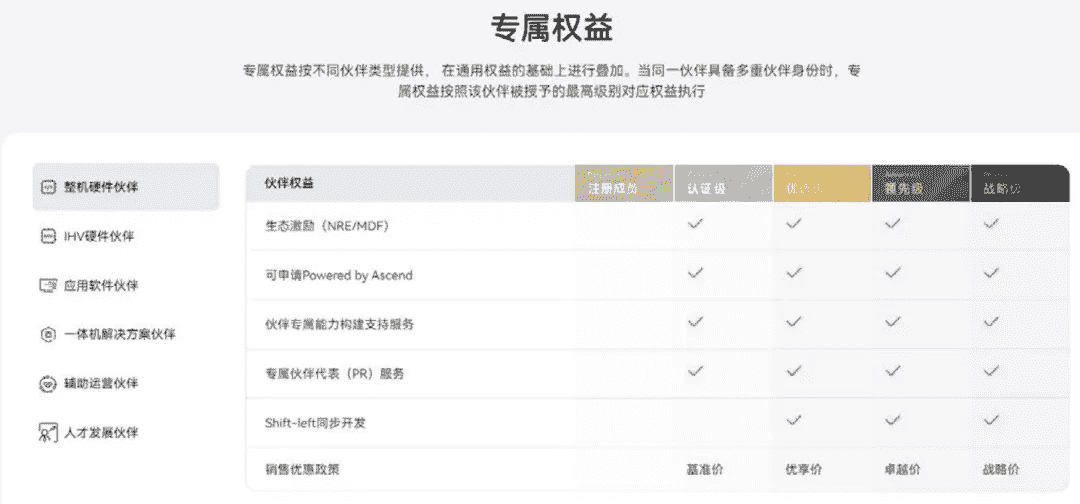 专属权益
专属权益按不同伙伴类型提供，在通用权益的基础上进行叠加。当同一伙伴具备多重伙伴身份时，专
属权益按照该伙伴被授予的最高级别对应权益执行
整机硬件伙伴
IHV硬件伙伴
应用软件伙伴
一体机解决方案伙伴
辅助运营伙伴
人才发展伙伴
伙伴权益 注册成员 认证级 优选级 领先级 战略级
生态激励（NRE/MDF） ✓ ✓ ✓ ✓
可申请Powered by Ascend ✓ ✓ ✓ ✓
伙伴专属能力构建支持服务 ✓ ✓ ✓ ✓
专属伙伴代表（PR）服务 ✓ ✓ ✓ ✓
Shift-left同步开发 ✓ ✓ ✓
销售优惠政策 基准价 优享价 卓越价 战略价